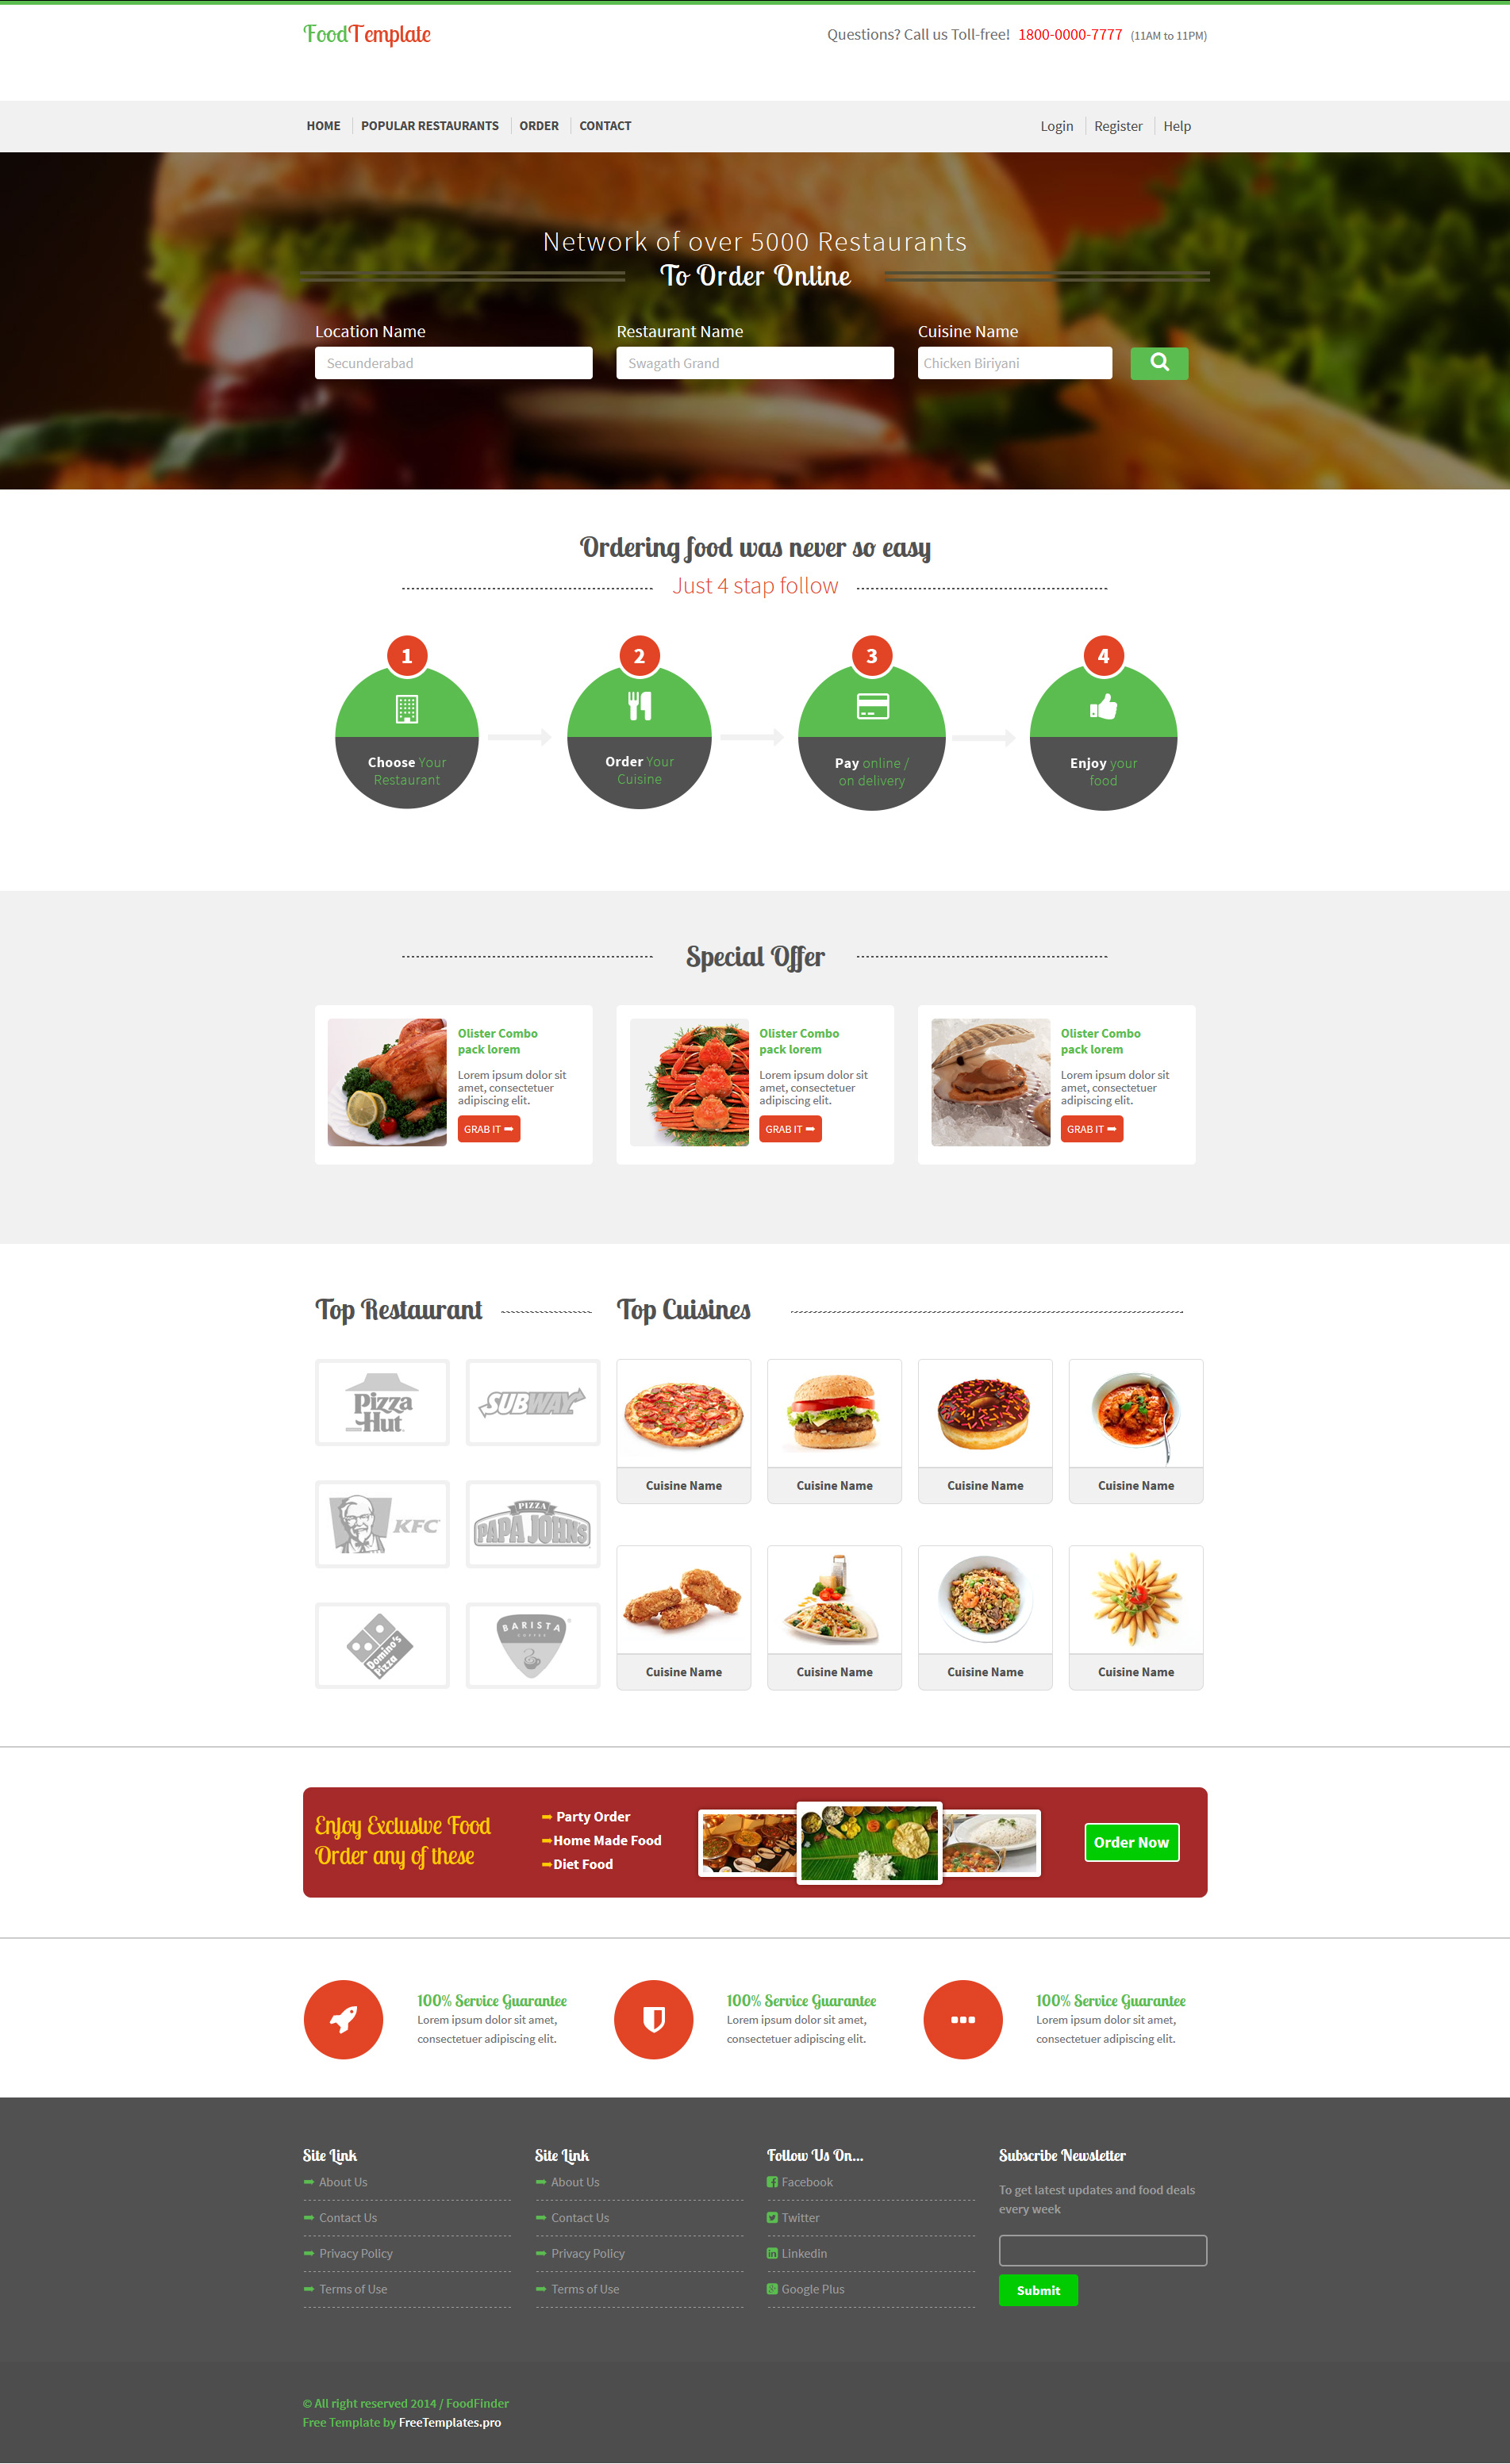 FoodTemplate
Questions? Call us Toll-free! 1800-0000-7777 (11AM to 11PM)
HOME
POPULAR RESTAURANTS
ORDER
CONTACT
Login
Register
Help
Network of over 5000 Restaurants
To Order Online
Location Name
Restaurant Name
Cuisine Name
Secunderabad
Swagath Grand
Chicken Biriyani
Ordering food was never so easy
Just 4 stap follow
1
2
3
4
Choose Your
Restaurant
Order Your
Cuisine
Pay online /
on delivery
Enjoy your
food
Special Offer
Olister Combo
pack lorem
Lorem ipsum dolor sit
amet, consectetuer
adipiscing elit.
GRAB IT
Olister Combo
pack lorem
Lorem ipsum dolor sit
amet, consectetuer
adipiscing elit.
GRAB IT
Olister Combo
pack lorem
Lorem ipsum dolor sit
amet, consectetuer
adipiscing elit.
GRAB IT
Top Restaurant
Pizza
Hut
SUBWAY
KFC
PIZZA
PAPA JOHNS
Domino's
Pizza
BARISTA
COFFEE
Top Cuisines
Cuisine Name
Cuisine Name
Cuisine Name
Cuisine Name
Cuisine Name
Cuisine Name
Cuisine Name
Cuisine Name
Enjoy Exclusive Food
Order any of these
Party Order
Home Made Food
Diet Food
Order Now
100% Service Guarantee
Lorem ipsum dolor sit amet,
consectetuer adipiscing elit.
100% Service Guarantee
Lorem ipsum dolor sit amet,
consectetuer adipiscing elit.
100% Service Guarantee
Lorem ipsum dolor sit amet,
consectetuer adipiscing elit.
Site Link
About Us
Contact Us
Privacy Policy
Terms of Use
Site Link
About Us
Contact Us
Privacy Policy
Terms of Use
Follow Us On...
Facebook
Twitter
Linkedin
Google Plus
Subscribe Newsletter
To get latest updates and food deals
every week
Submit
© All right reserved 2014 / FoodFinder
Free Template by FreeTemplates.pro